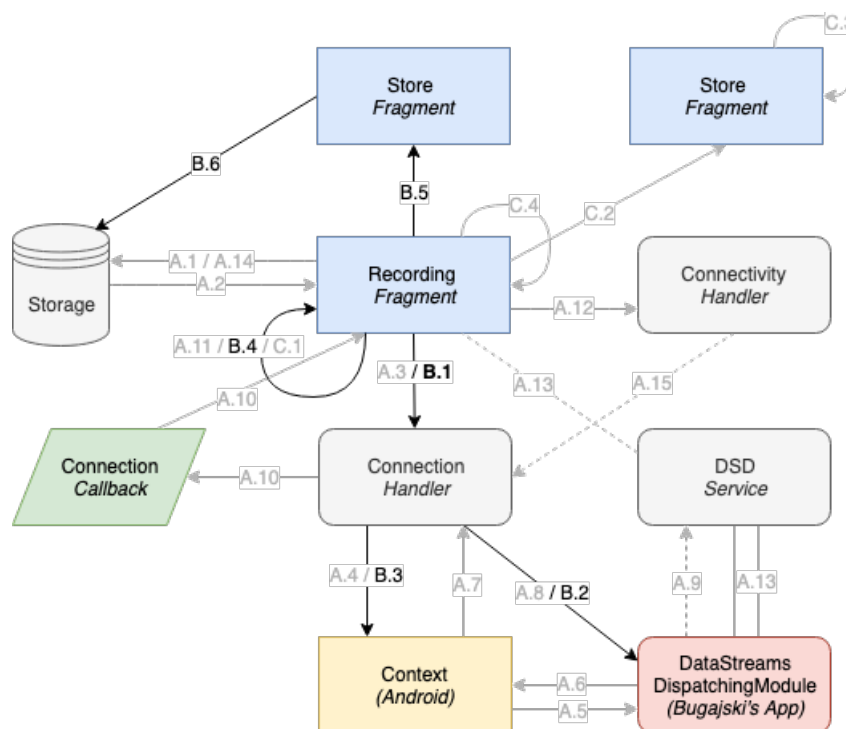 C.3
Store
Fragment
Store
Fragment
B.6
B.5
C.4
C.2
A.1 / A.14
A.2
Storage
Recording
Fragment
Connectivity
Handler
A.12
A.11 / B.4 / C.1
A.3 / B.1
A.13
A.15
A.10
Connection
Callback
A.10
Connection
Handler
DSD
Service
A.4 / B.3
A.7
A.8 / B.2
A.9
A.13
Context
(Android)
A.6
A.5
DataStreams
DispatchingModule
(Bugajski's App)